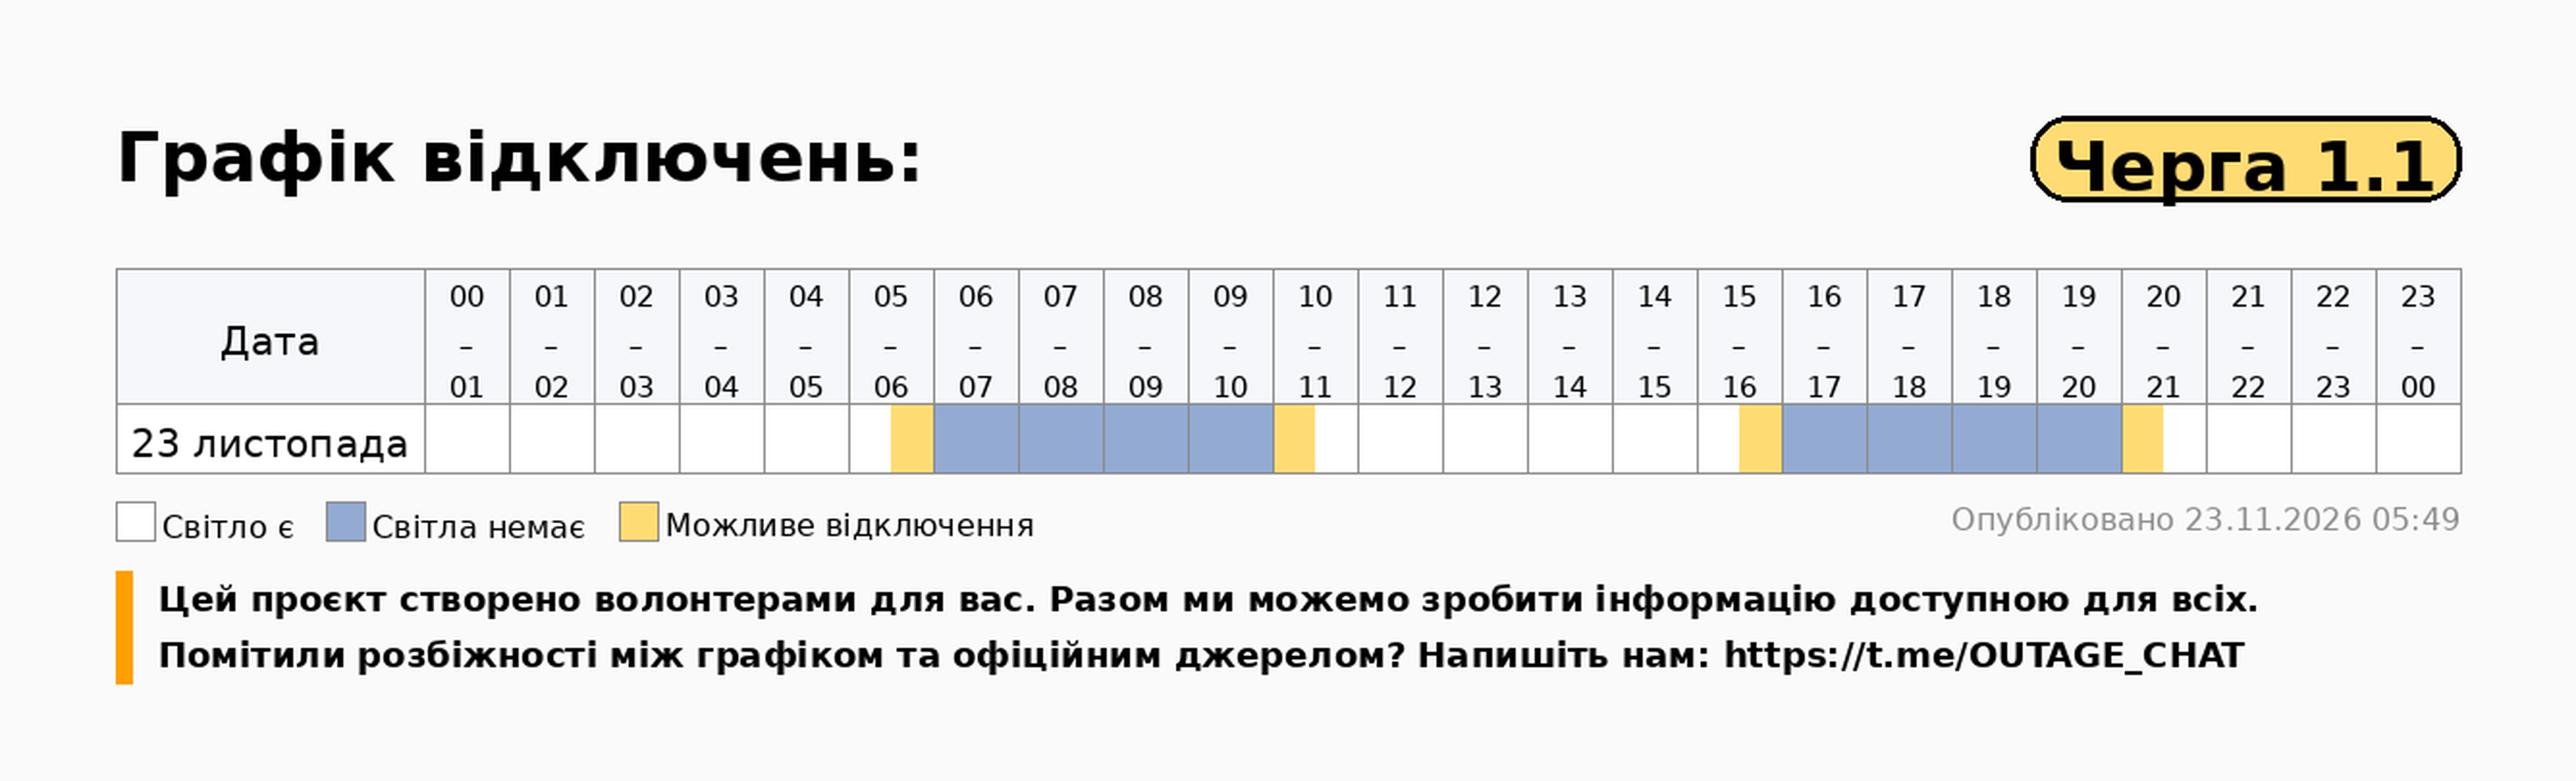 Графік відключень:
Черга 1.1
Дата
00 – 01
01 – 02
02 – 03
03 – 04
04 – 05
05 – 06
06 – 07
07 – 08
08 – 09
09 – 10
10 – 11
11 – 12
12 – 13
13 – 14
14 – 15
15 – 16
16 – 17
17 – 18
18 – 19
19 – 20
20 – 21
21 – 22
22 – 23
23 – 00
23 листопада
Світло є
Світла немає
Можливе відключення
Опубліковано 23.11.2026 05:49
Цей проєкт створено волонтерами для вас. Разом ми можемо зробити інформацію доступною для всіх.
Помітили розбіжності між графіком та офіційним джерелом? Напишіть нам: https://t.me/OUTAGE_CHAT